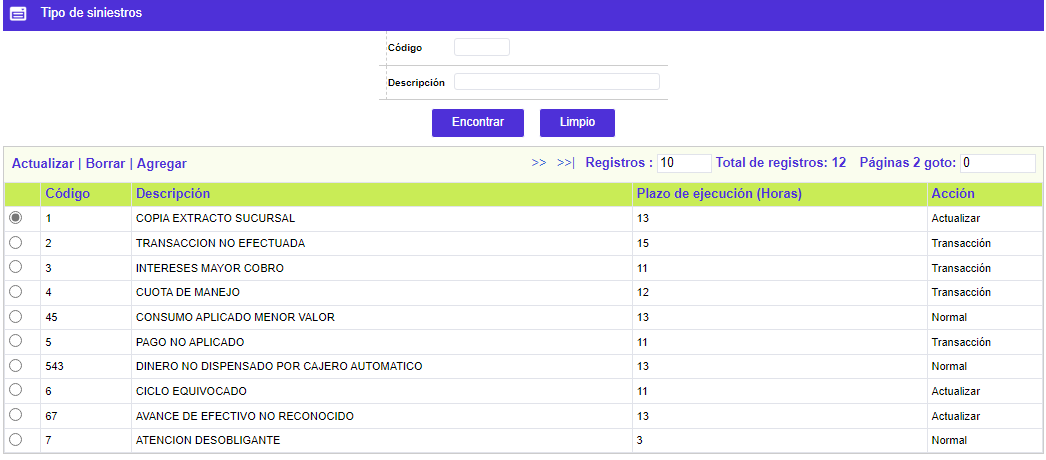 Tipo de siniestros
Código
Descripción
Encontrar Limpio
Actualizar | Borrar | Agregar >> >>| Registros : 10 Total de registros: 12 Páginas 2 goto: 0
Código Descripción Plazo de ejecución (Horas) Acción
1 COPIA EXTRACTO SUCURSAL 13 Actualizar
2 TRANSACCION NO EFECTUADA 15 Transacción
3 INTERESES MAYOR COBRO 11 Transacción
4 CUOTA DE MANEJO 12 Transacción
45 CONSUMO APLICADO MENOR VALOR 13 Normal
5 PAGO NO APLICADO 11 Transacción
543 DINERO NO DISPENSADO POR CAJERO AUTOMATICO 13 Normal
6 CICLO EQUIVOCADO 11 Actualizar
67 AVANCE DE EFECTIVO NO RECONOCIDO 13 Actualizar
7 ATENCION DESOBLIGANTE 3 Normal